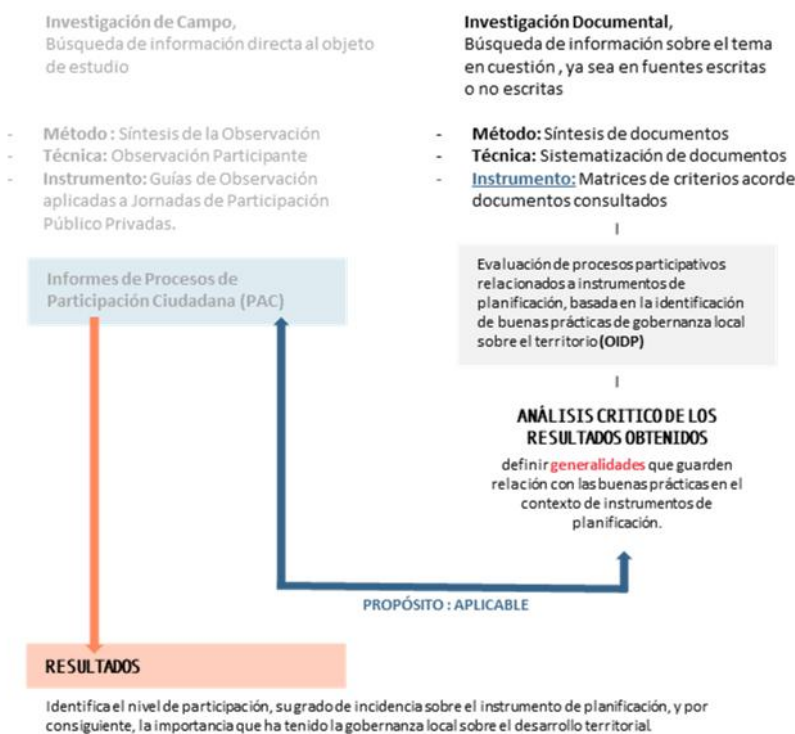 Investigación de Campo,
Búsqueda de información directa al objeto
de estudio
- Método : Síntesis de la Observación
- Técnica: Observación Participante
- Instrumento: Guías de Observación
aplicadas a Jornadas de Participación
Público Privadas.
Informes de Procesos de
Participación Ciudadana (PAC)
Investigación Documental,
Búsqueda de información sobre el tema
en cuestión , ya sea en fuentes escritas
o no escritas
- Método: Síntesis de documentos
- Técnica: Sistematización de documentos
- Instrumento: Matrices de criterios acorde
documentos consultados
Evaluación de procesos participativos
relacionados a instrumentos de
planificación, basada en la identificación
de buenas prácticas de gobernanza local
sobre el territorio (OIDP)
ANÁLISIS CRITICO DE LOS
RESULTADOS OBTENIDOS
definir generalidades que guarden
relación con las buenas prácticas en el
contexto de instrumentos de
planificación.
PROPÓSITO : APLICABLE
RESULTADOS
Identifica el nivel de participación, su grado de incidencia sobre el instrumento de planificación, y por
consiguiente, la importancia que ha tenido la gobernanza local sobre el desarrollo territorial.